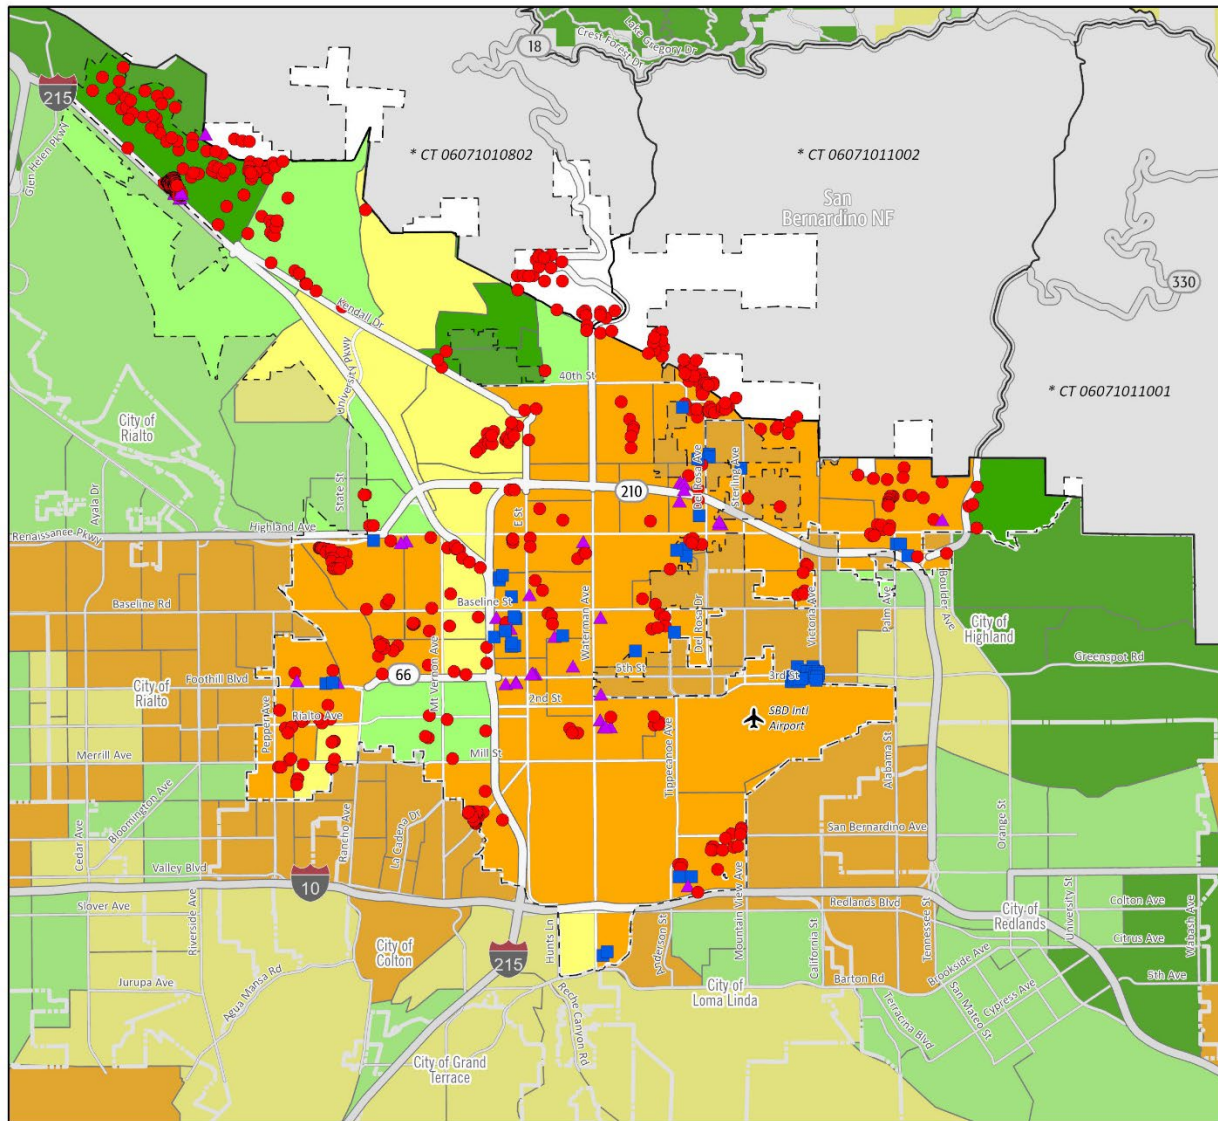 Lake Gregory Dr
Crest Forest Dr
18
215
Glen Helen Pkwy
* CT 06071010802
* CT 06071011002
San
Bernardino NF
330
Kendall Dr
University Pkwy
40th St
* CT 06071011001
City of
Rialto
Ayala Dr
State St
Highland Ave
Renaissance Pkwy
210
E St
Del Rosa Ave
Sterling Ave
Baseline Rd
Baseline St
Waterman Ave
Del Rosa Dr
Victoria Ave
Palm Ave
Boulder Ave
City of
Highland
Greenspot Rd
City of
Rialto
Foothill Blvd
Pepper Ave
Rialto Ave
Mt Vernon Ave
66
5th St
3rd St
2nd St
SBD Intl
Airport
Merrill Ave
Mill St
Tippecanoe Ave
Alabama St
Cedar Ave
Bloomington Ave
Rancho Ave
La Cadena Dr
San Bernardino Ave
Orange St
Valley Blvd
10
Mountain View Ave
Slover Ave
Riverside Ave
Redlands Blvd
Tennessee St
City of
Redlands
University St
Colton Ave
Wabash Ave
Citrus Ave
5th Ave
City of
Colton
215
Hunts Ln
Anderson St
California St
Barton Rd
Brookside Ave
Cypress Ave
San Mateo St
Terracina Blvd
Jurupa Ave
Agua Mansa Rd
Reche Canyon Rd
City of
Loma Linda
City of Grand
Terrace